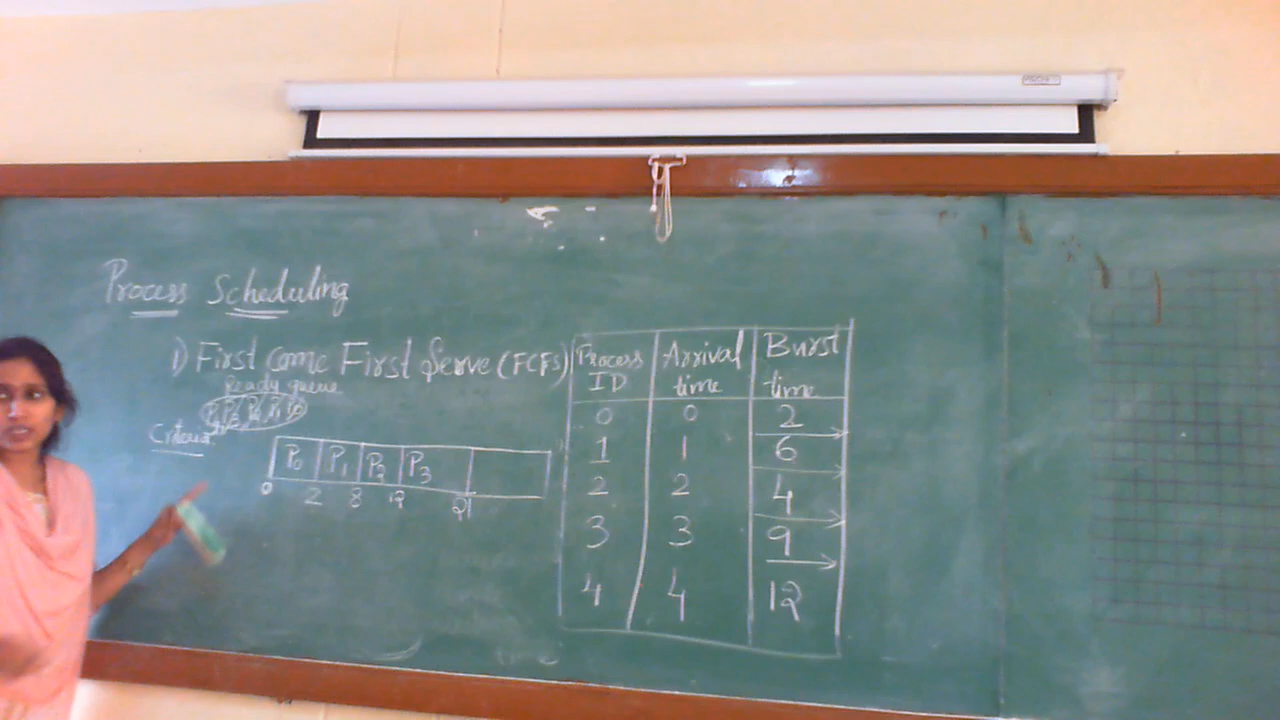 Process Scheduling
1) First come First Serve (FCFS)
Ready queue
Criteria
P0 P1 P2 P3
0 2 8 12 21
Process ID Arrival time Burst time
0 0 2
1 1 6
2 2 4
3 3 9
4 4 12